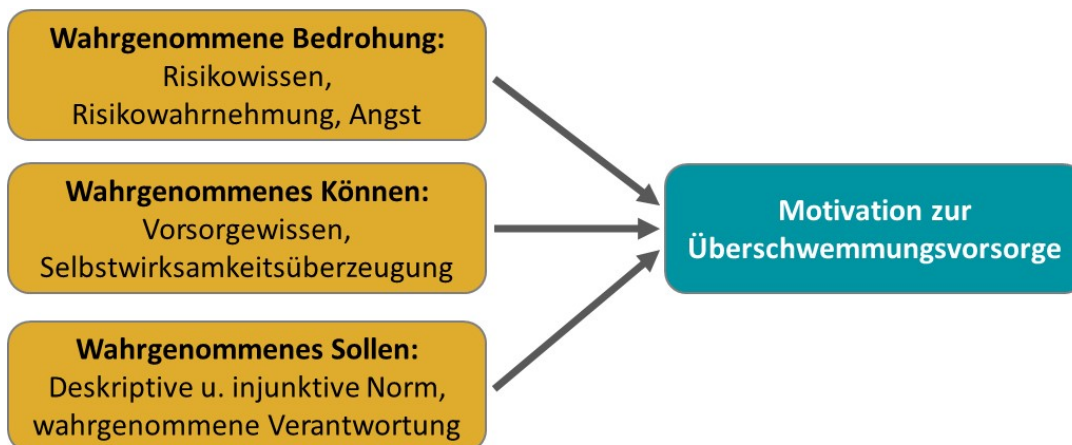 Wahrgenommene Bedrohung:
Risikowissen,
Risikowahrnehmung, Angst
Wahrgenommenes Können:
Vorsorgewissen,
Selbstwirksamkeitsüberzeugung
Wahrgenommenes Sollen:
Deskriptive u. injunktive Norm,
wahrgenommene Verantwortung
Motivation zur
Überschwemmungsvorsorge